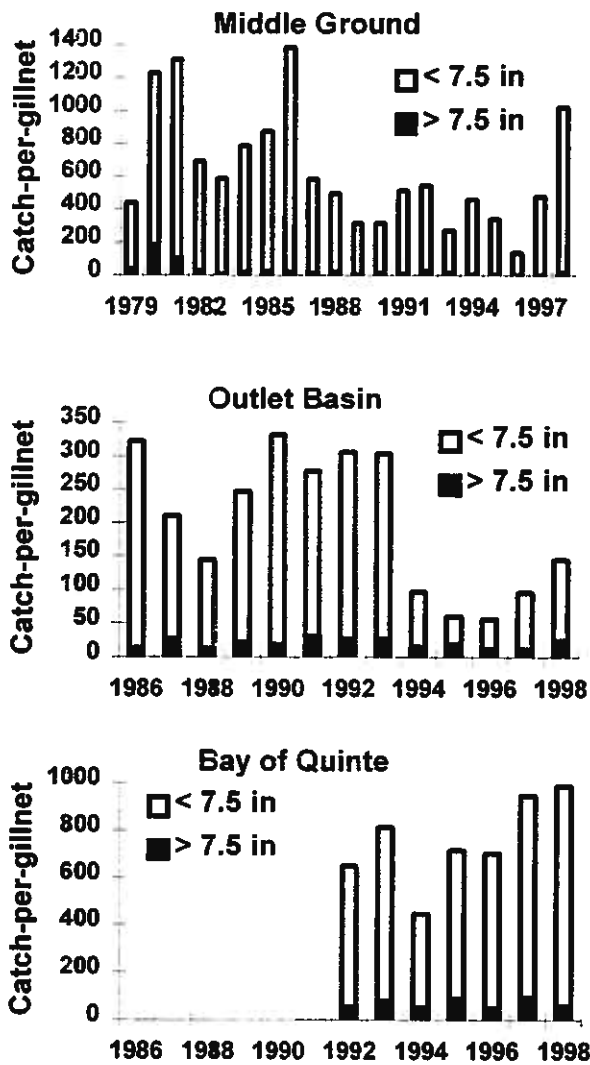 Middle Ground
Catch-per-gillnet
1400
1200
1000
800
600
400
200
0
< 7.5 in
> 7.5 in
1979 1982 1985 1988 1991 1994 1997
Outlet Basin
Catch-per-gillnet
350
300
250
200
150
100
50
0
< 7.5 in
> 7.5 in
1986 1988 1990 1992 1994 1996 1998
Bay of Quinte
Catch-per-gillnet
1000
800
600
400
200
0
< 7.5 in
> 7.5 in
1986 1988 1990 1992 1994 1996 1998